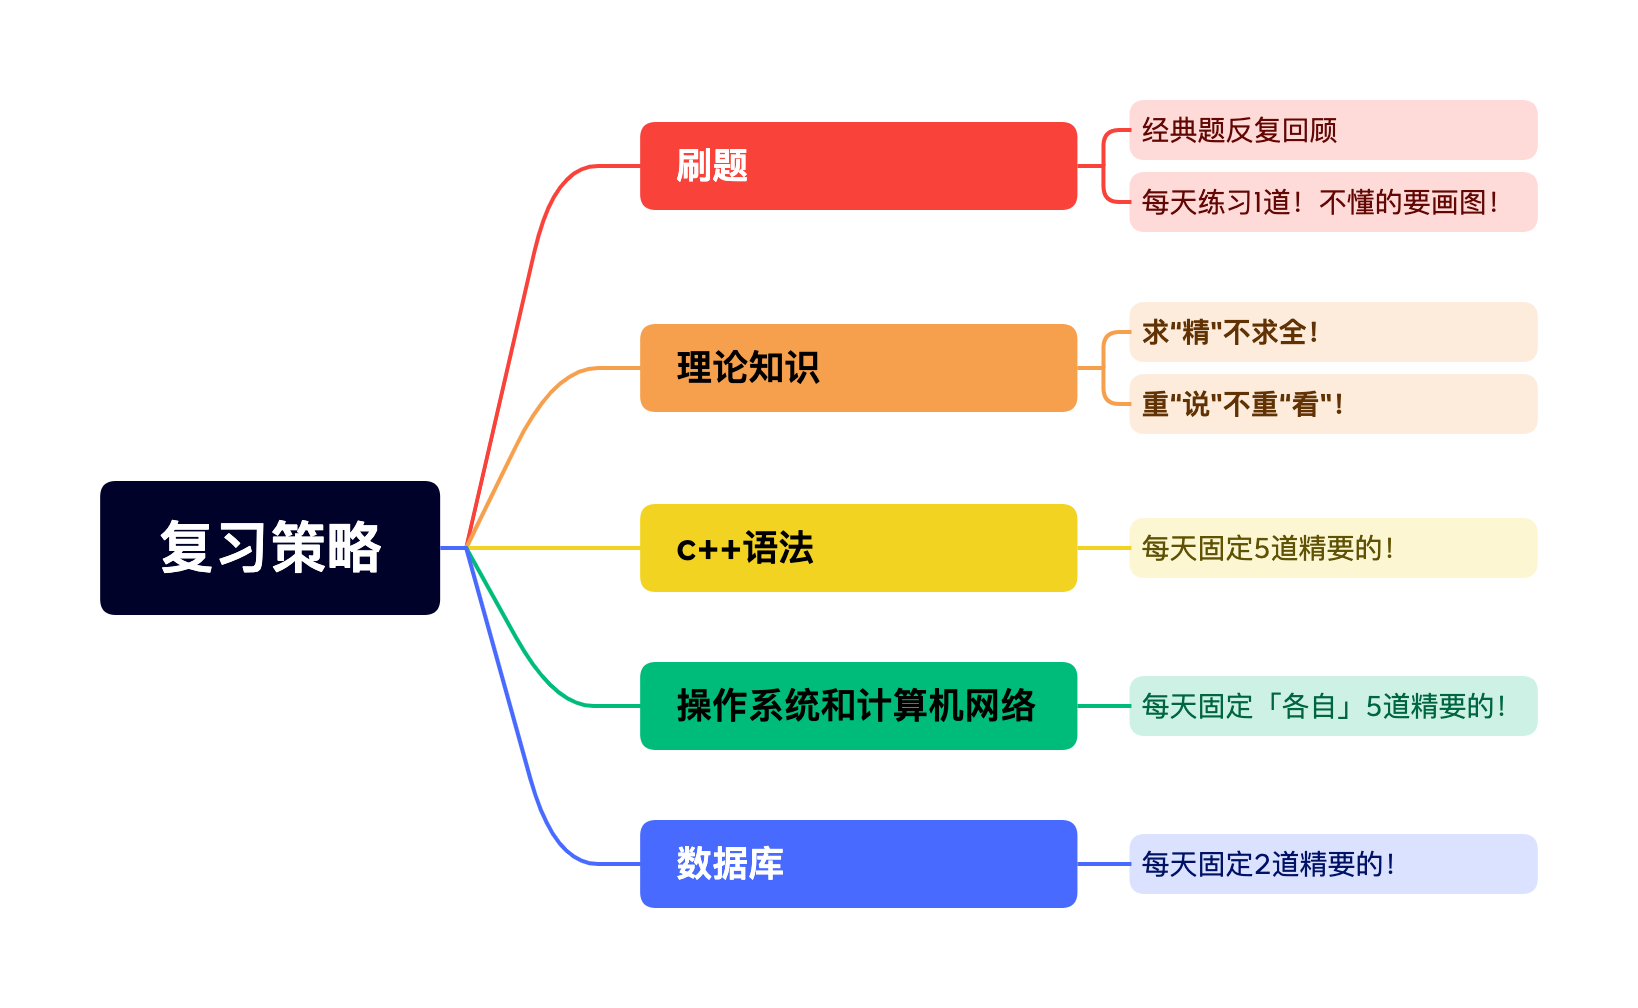 复习策略
刷题
经典题反复回顾
每天练习1道！不懂的要画图！
理论知识
求“精"不求全！
重“说"不重“看"！
c++语法
每天固定5道精要的！
操作系统和计算机网络
每天固定「各自」5道精要的！
数据库
每天固定2道精要的！